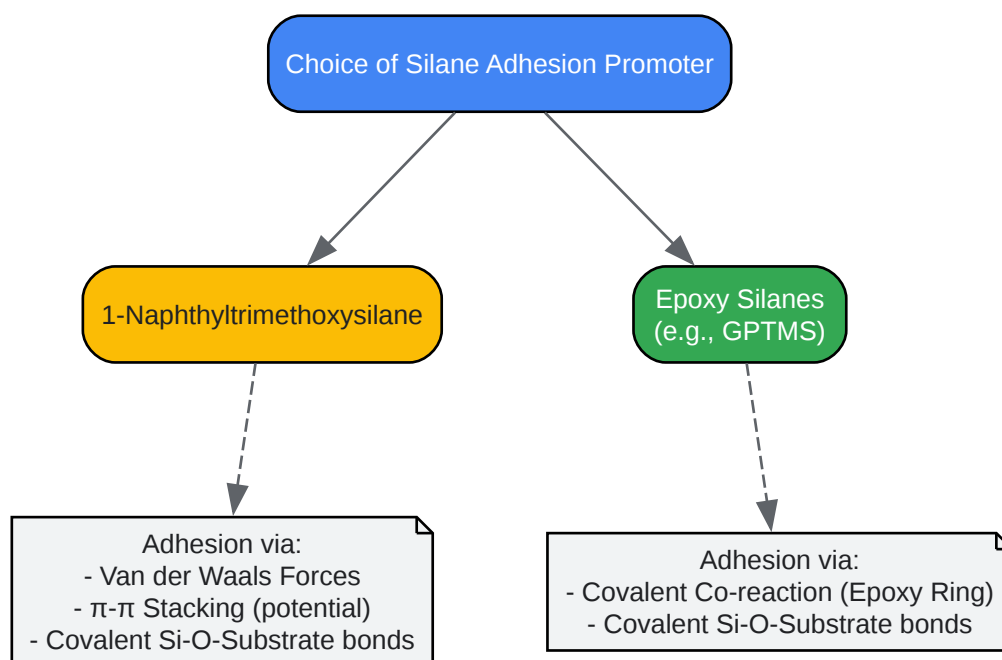 Choice of Silane Adhesion Promoter
1-Naphthyltrimethoxysilane
Epoxy Silanes
(e.g., GPTMS)
Adhesion via:
- Van der Waals Forces
- π-π Stacking (potential)
- Covalent Si-O-Substrate bonds
Adhesion via:
- Covalent Co-reaction (Epoxy Ring)
- Covalent Si-O-Substrate bonds